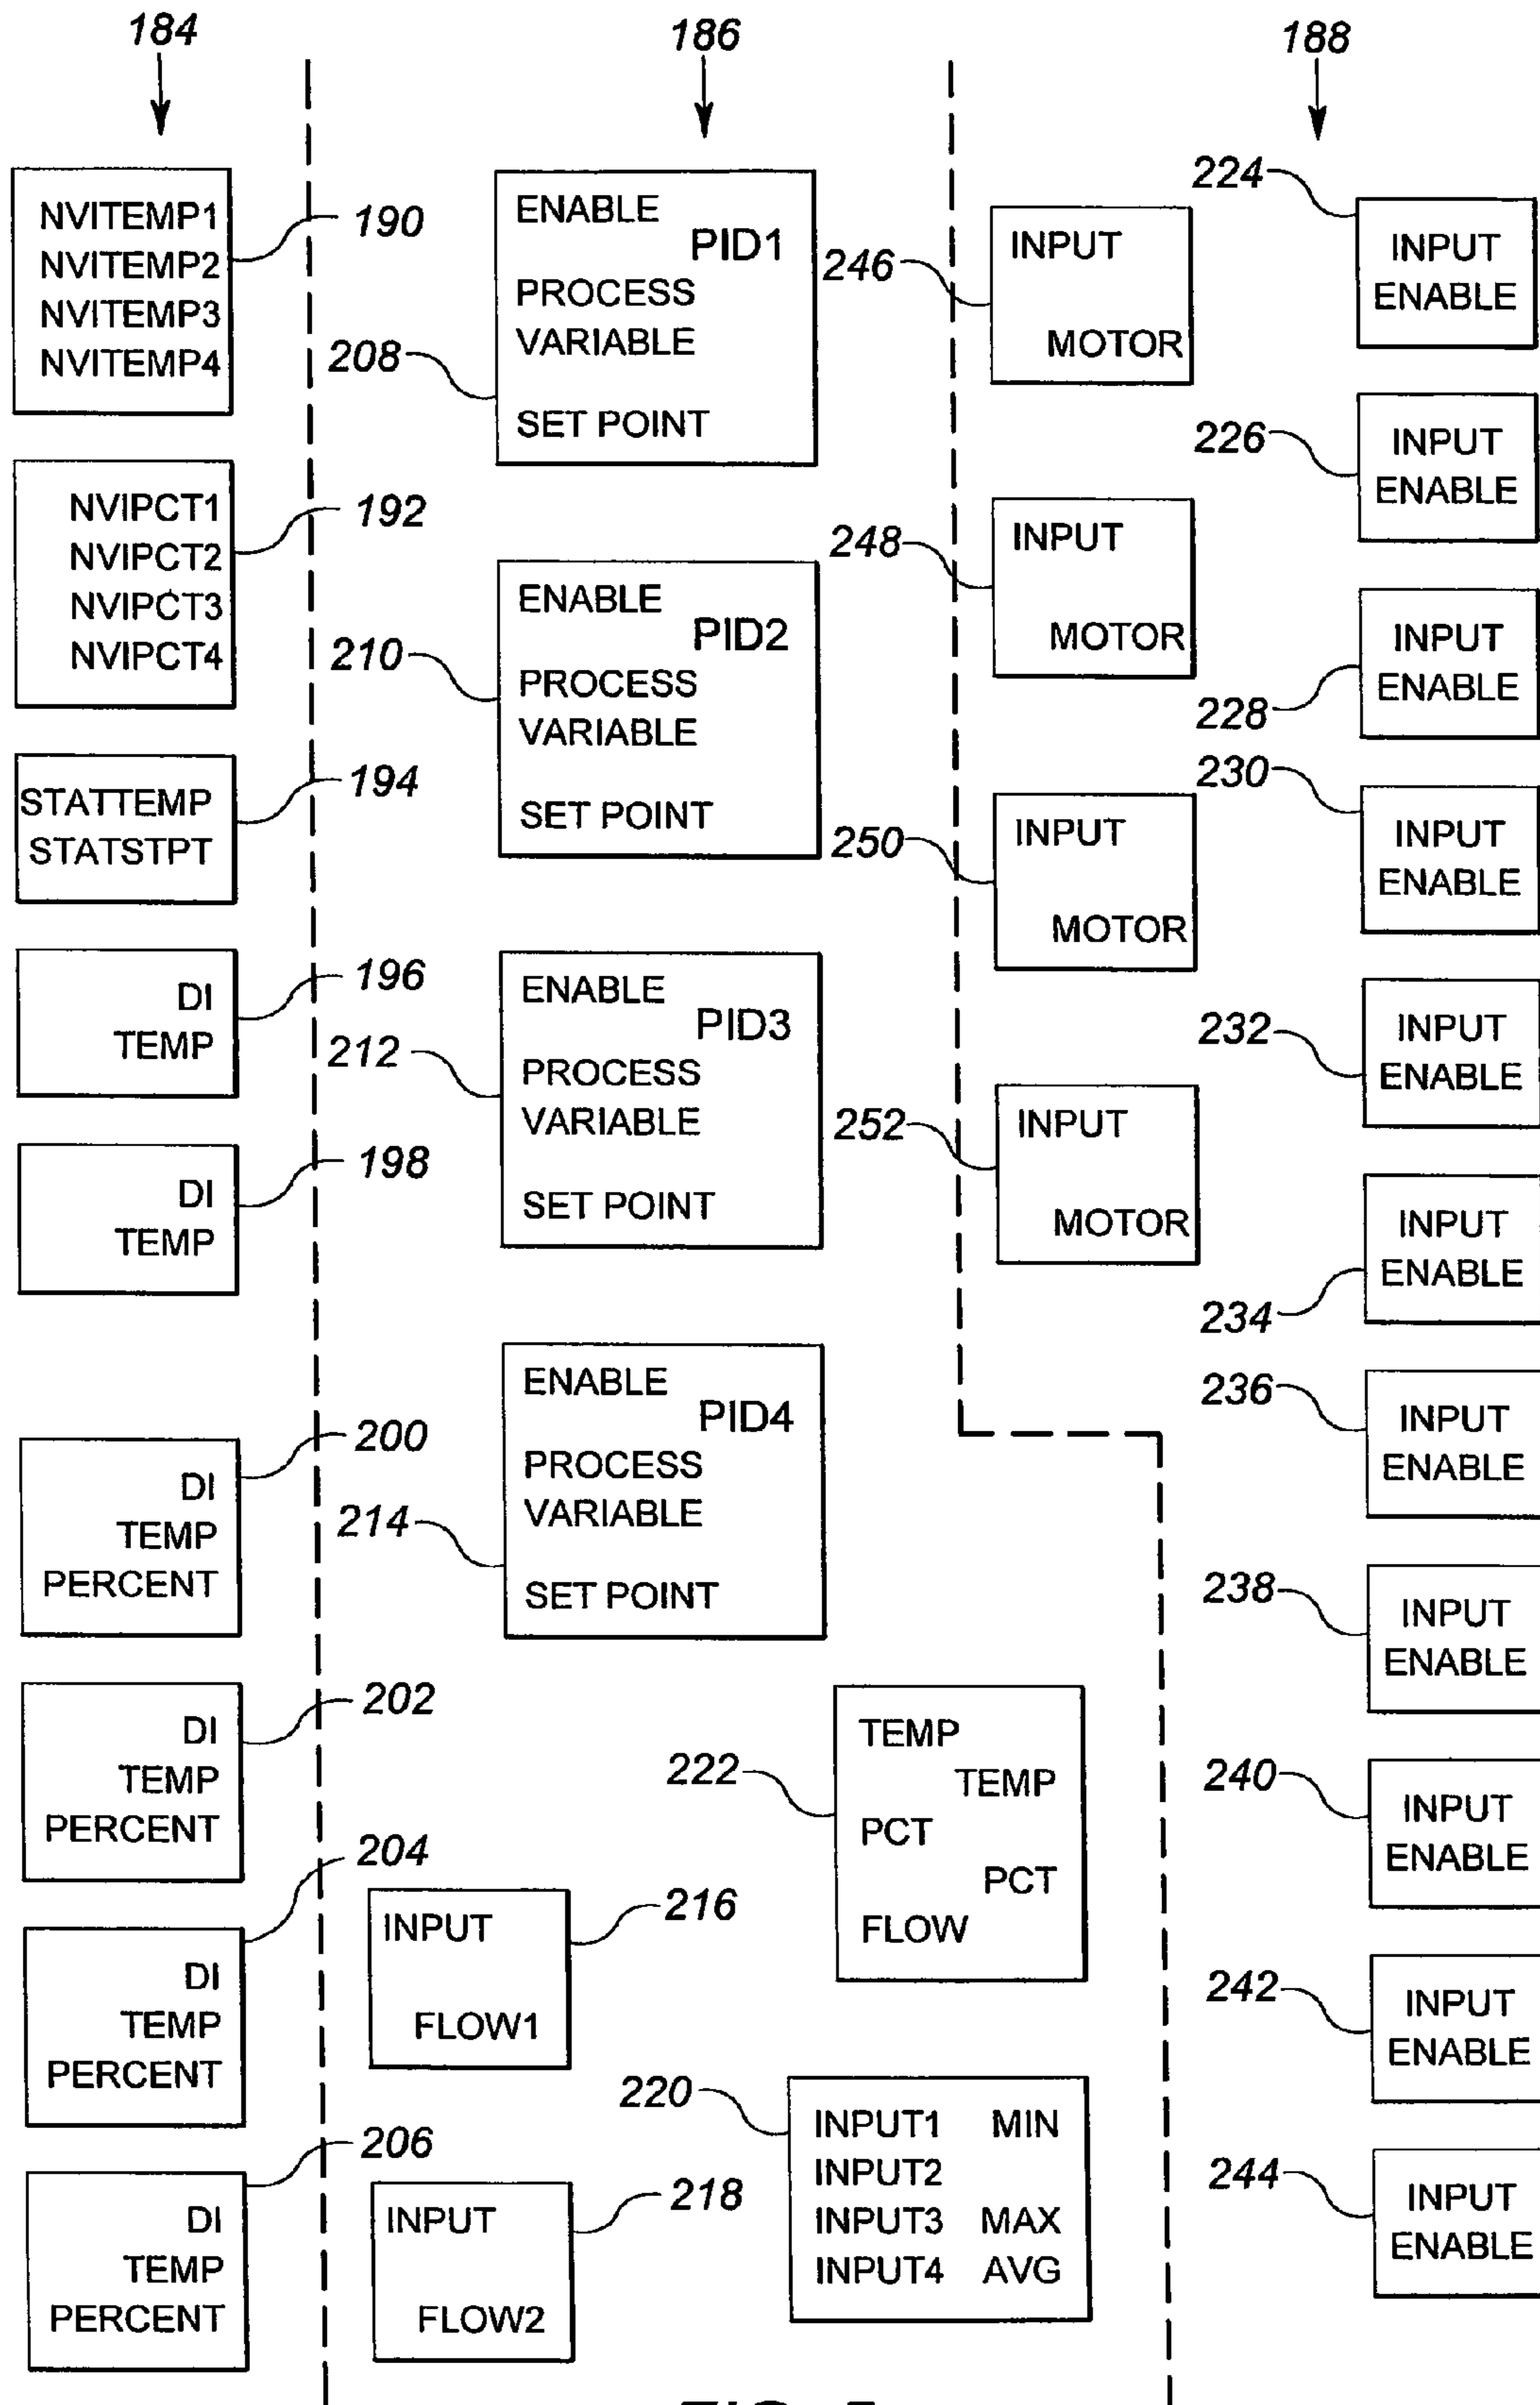 184
186
188
NVITEMP1
NVITEMP2
NVITEMP3
NVITEMP4
190
NVIPCT1
NVIPCT2
NVIPCT3
NVIPCT4
192
STATTEMP
STATSTPT
194
DI
TEMP
196
DI
TEMP
198
DI
TEMP
PERCENT
200
DI
TEMP
PERCENT
202
DI
TEMP
PERCENT
204
DI
TEMP
PERCENT
206
ENABLE
PID1
PROCESS
VARIABLE
SET POINT
208
ENABLE
PID2
PROCESS
VARIABLE
SET POINT
210
ENABLE
PID3
PROCESS
VARIABLE
SET POINT
212
ENABLE
PID4
PROCESS
VARIABLE
SET POINT
214
INPUT
FLOW1
216
INPUT
FLOW2
218
222
TEMP
TEMP
PCT
PCT
FLOW
220
INPUT1 MIN
INPUT2
INPUT3 MAX
INPUT4 AVG
246
INPUT
MOTOR
248
INPUT
MOTOR
250
INPUT
MOTOR
252
INPUT
MOTOR
224
INPUT
ENABLE
226
INPUT
ENABLE
228
INPUT
ENABLE
230
INPUT
ENABLE
232
INPUT
ENABLE
234
INPUT
ENABLE
236
INPUT
ENABLE
238
INPUT
ENABLE
240
INPUT
ENABLE
242
INPUT
ENABLE
244
INPUT
ENABLE